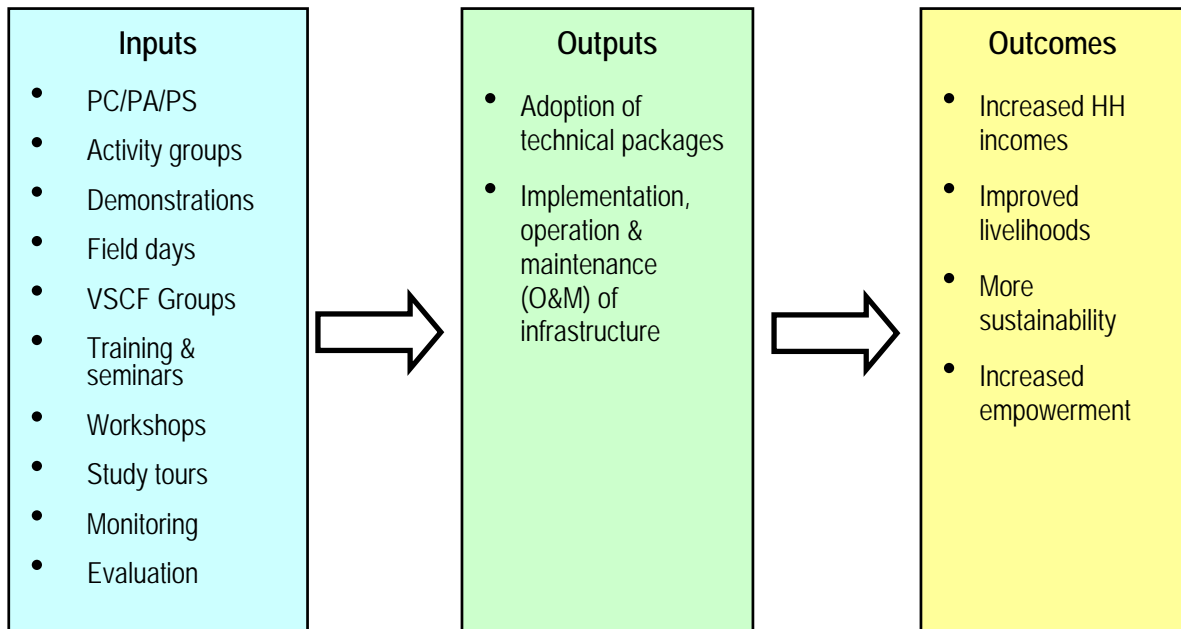 Inputs
• PC/PA/PS
• Activity groups
• Demonstrations
• Field days
• VSCF Groups
• Training &
seminars
• Workshops
• Study tours
• Monitoring
• Evaluation
Outputs
• Adoption of
technical packages
• Implementation,
operation &
maintenance
(O&M) of
infrastructure
Outcomes
• Increased HH
incomes
• Improved
livelihoods
• More
sustainability
• Increased
empowerment